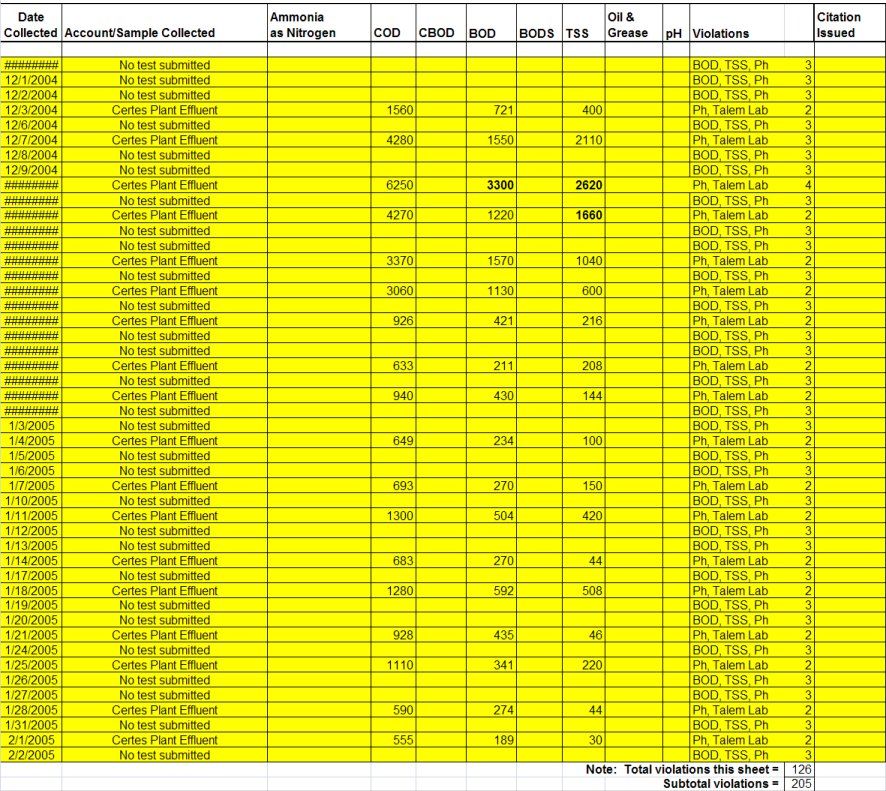 Date Ammonia Oil & Citation
Collected Account/Sample Collected as Nitrogen COD CBOD BOD BODS TSS Grease pH Violations Issued
######## No test submitted BOD, TSS, Ph 3
12/1/2004 No test submitted BOD, TSS, Ph 3
12/2/2004 No test submitted BOD, TSS, Ph 3
12/3/2004 Certes Plant Effluent 1560 721 400 Ph, Talem Lab 2
12/6/2004 No test submitted BOD, TSS, Ph 3
12/7/2004 Certes Plant Effluent 4280 1550 2110 Ph, Talem Lab 2
12/8/2004 No test submitted BOD, TSS, Ph 3
12/9/2004 No test submitted BOD, TSS, Ph 3
######## Certes Plant Effluent 6250 3300 2620 Ph, Talem Lab 4
######## No test submitted BOD, TSS, Ph 3
######## Certes Plant Effluent 4270 1220 1660 Ph, Talem Lab 2
######## No test submitted BOD, TSS, Ph 3
######## No test submitted BOD, TSS, Ph 3
######## Certes Plant Effluent 3370 1570 1040 Ph, Talem Lab 2
######## No test submitted BOD, TSS, Ph 3
######## Certes Plant Effluent 3060 1130 600 Ph, Talem Lab 2
######## No test submitted BOD, TSS, Ph 3
######## Certes Plant Effluent 926 421 216 Ph, Talem Lab 2
######## No test submitted BOD, TSS, Ph 3
######## No test submitted BOD, TSS, Ph 3
######## Certes Plant Effluent 633 211 208 Ph, Talem Lab 2
######## No test submitted BOD, TSS, Ph 3
######## Certes Plant Effluent 940 430 144 Ph, Talem Lab 2
######## No test submitted BOD, TSS, Ph 3
1/3/2005 No test submitted BOD, TSS, Ph 3
1/4/2005 Certes Plant Effluent 649 234 100 Ph, Talem Lab 2
1/5/2005 No test submitted BOD, TSS, Ph 3
1/6/2005 No test submitted BOD, TSS, Ph 3
1/7/2005 Certes Plant Effluent 693 270 150 Ph, Talem Lab 2
1/10/2005 No test submitted BOD, TSS, Ph 3
1/11/2005 Certes Plant Effluent 1300 504 420 Ph, Talem Lab 2
1/12/2005 No test submitted BOD, TSS, Ph 3
1/13/2005 No test submitted BOD, TSS, Ph 3
1/14/2005 Certes Plant Effluent 683 270 44 Ph, Talem Lab 2
1/17/2005 No test submitted BOD, TSS, Ph 3
1/18/2005 Certes Plant Effluent 1280 592 508 Ph, Talem Lab 2
1/19/2005 No test submitted BOD, TSS, Ph 3
1/20/2005 No test submitted BOD, TSS, Ph 3
1/21/2005 Certes Plant Effluent 928 435 46 Ph, Talem Lab 2
1/24/2005 No test submitted BOD, TSS, Ph 3
1/25/2005 Certes Plant Effluent 1110 341 220 Ph, Talem Lab 2
1/26/2005 No test submitted BOD, TSS, Ph 3
1/27/2005 No test submitted BOD, TSS, Ph 3
1/28/2005 Certes Plant Effluent 590 274 44 Ph, Talem Lab 2
1/31/2005 No test submitted BOD, TSS, Ph 3
2/1/2005 Certes Plant Effluent 555 189 30 Ph, Talem Lab 2
2/2/2005 No test submitted BOD, TSS, Ph 3
Note: Total violations this sheet = 126
Subtotal violations = 205